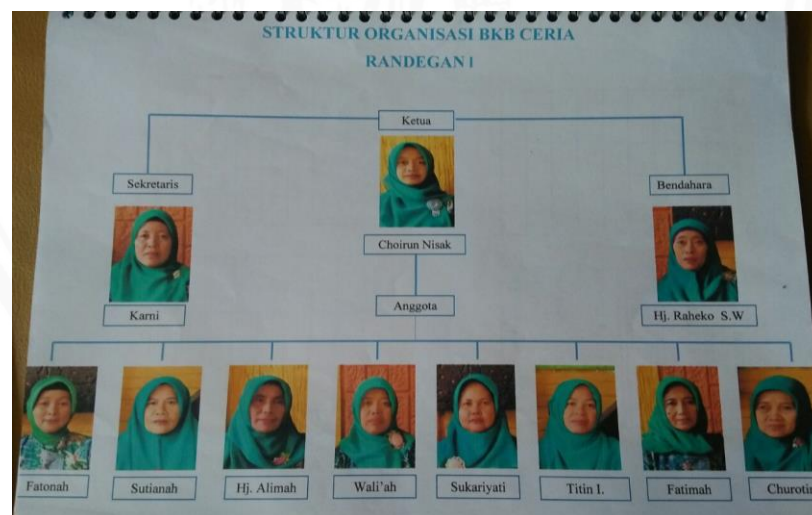 STRUKTUR ORGANISASI BKB CERIA
RANDEGAN 1
Ketua
Sekretaris
Bendahara
Choirun Nisak
Karni
Anggota
Hj. Raheko S.W
Fatonah
Sutianah
Hj. Alimah
Wali'ah
Sukariyati
Titin I.
Fatimah